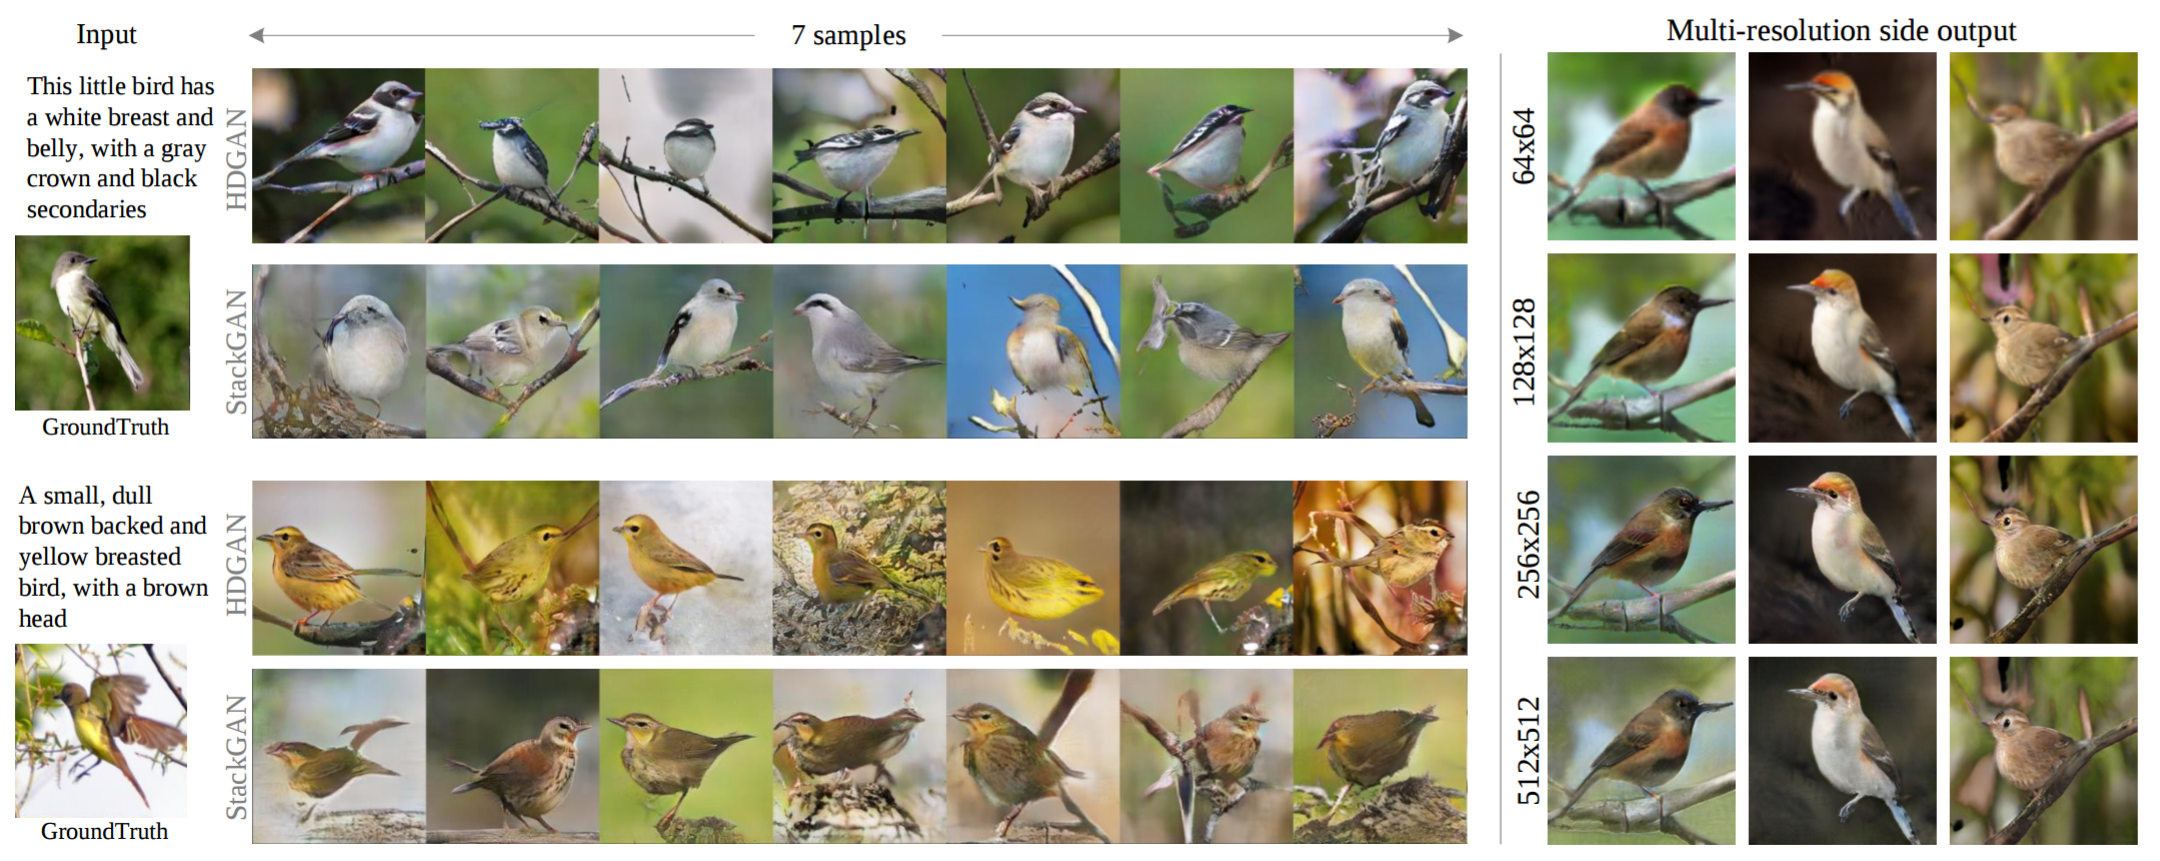 Input
7 samples
Multi-resolution side output
This little bird has
a white breast and
belly, with a gray
crown and black
secondaries
GroundTruth
HDGAN
StackGAN
A small, dull
brown backed and
yellow breasted
bird, with a brown
head
GroundTruth
HDGAN
StackGAN
64x64
128x128
256x256
512x512